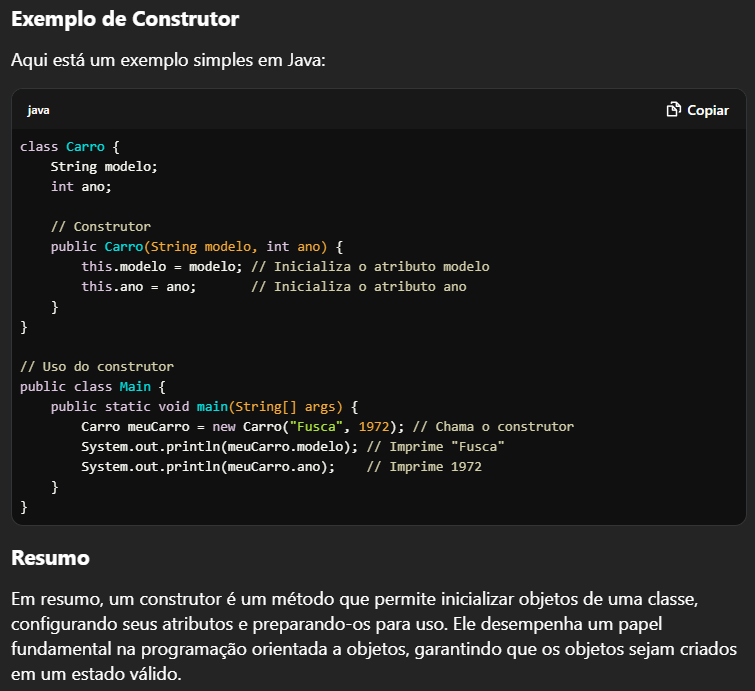 Exemplo de Construtor
Aqui está um exemplo simples em Java:
java
Copiar
class Carro {
    String modelo;
    int ano;

    // Construtor
    public Carro(String modelo, int ano) {
        this.modelo = modelo; // Inicializa o atributo modelo
        this.ano = ano;       // Inicializa o atributo ano
    }
}

// Uso do construtor
public class Main {
    public static void main(String[] args) {
        Carro meuCarro = new Carro("Fusca", 1972); // Chama o construtor
        System.out.println(meuCarro.modelo); // Imprime "Fusca"
        System.out.println(meuCarro.ano);    // Imprime 1972
    }
}
Resumo
Em resumo, um construtor é um método que permite inicializar objetos de uma classe,
configurando seus atributos e preparando-os para uso. Ele desempenha um papel
fundamental na programação orientada a objetos, garantindo que os objetos sejam criados
em um estado válido.